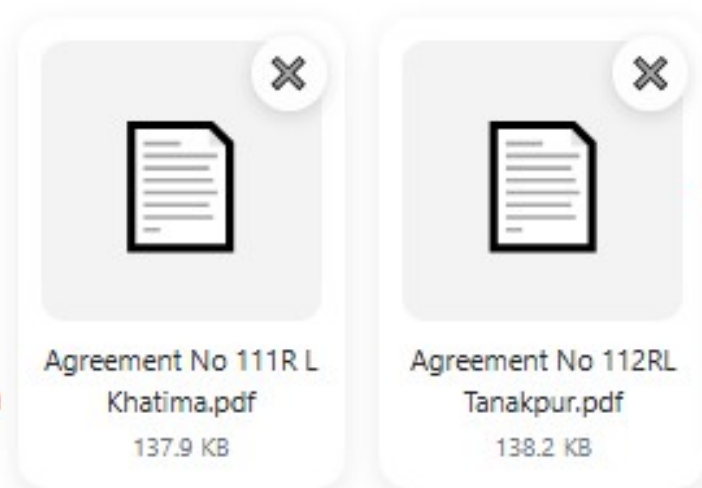 Agreement No 111R L
Khatima.pdf
137.9 KB
Agreement No 112RL
Tanakpur.pdf
138.2 KB